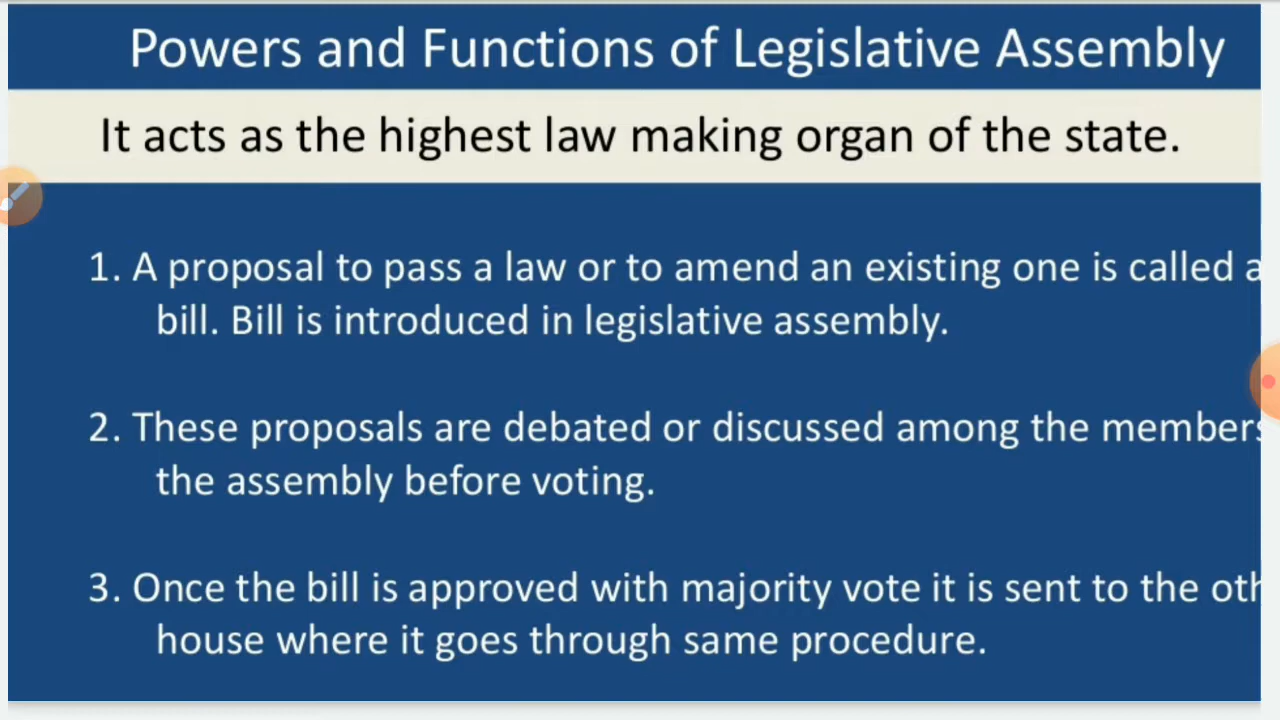 Powers and Functions of Legislative Assembly
It acts as the highest law making organ of the state.
1. A proposal to pass a law or to amend an existing one is called a
bill. Bill is introduced in legislative assembly.
2. These proposals are debated or discussed among the members
the assembly before voting.
3. Once the bill is approved with majority vote it is sent to the oth
house where it goes through same procedure.